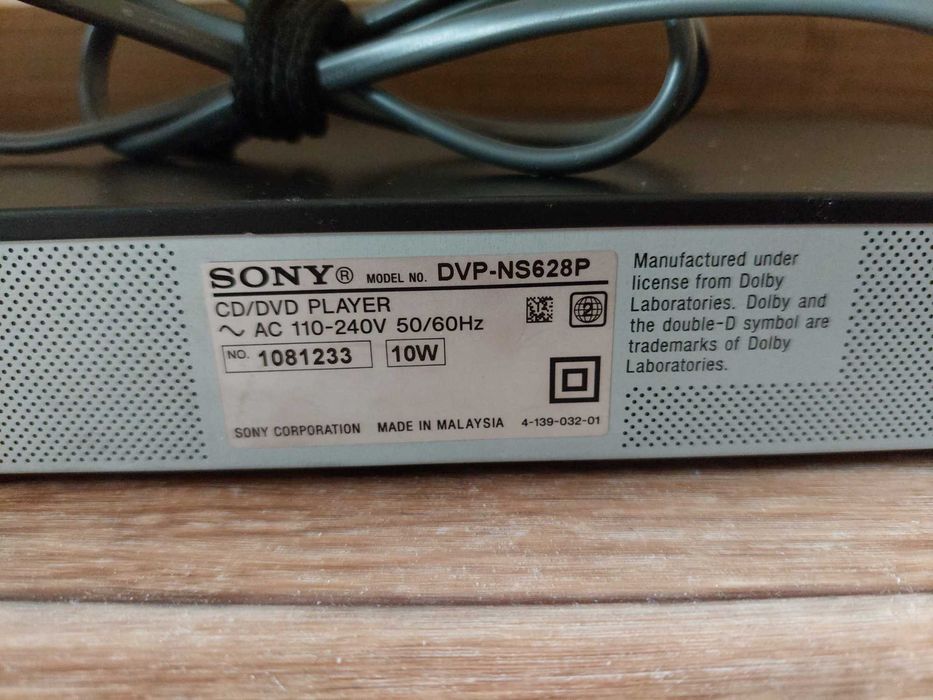 SONY® MODEL NO. DVP-NS628P
CD/DVD PLAYER
~ AC 110-240V 50/60Hz
2
NO. 1081233 10W
SONY CORPORATION MADE IN MALAYSIA 4-139-032-01
Manufactured under
license from Dolby
Laboratories. Dolby and
the double-D symbol are
trademarks of Dolby
Laboratories.